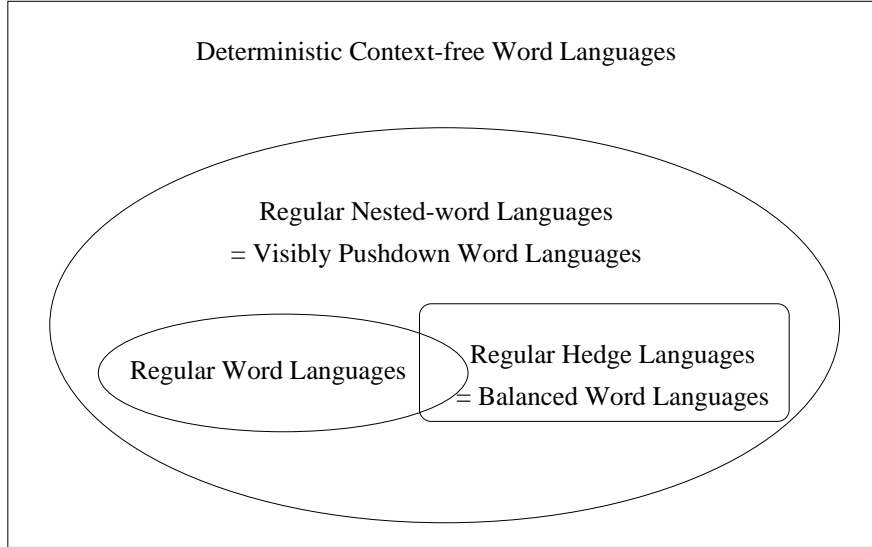 Deterministic Context-free Word Languages
Regular Nested-word Languages
= Visibly Pushdown Word Languages
Regular Word Languages
Regular Hedge Languages
= Balanced Word Languages